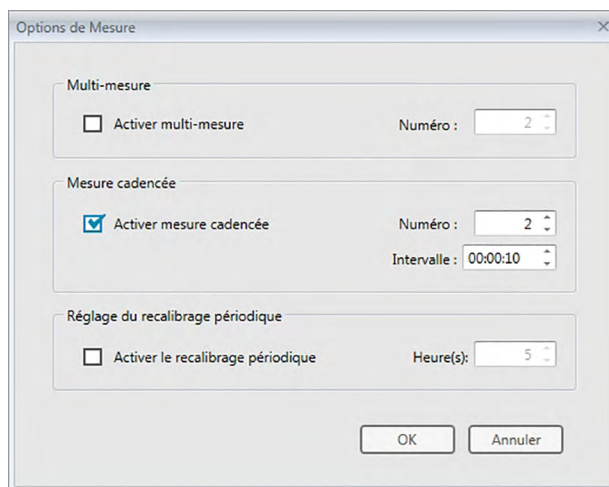 Options de Mesure
Multi-mesure
Activer multi-mesure Numéro : 2
Mesure cadencée
Activer mesure cadencée Numéro : 2
Intervalle : 00:00:10
Réglage du recalibrage périodique
Activer le recalibrage périodique Heure(s): 5
OK Annuler